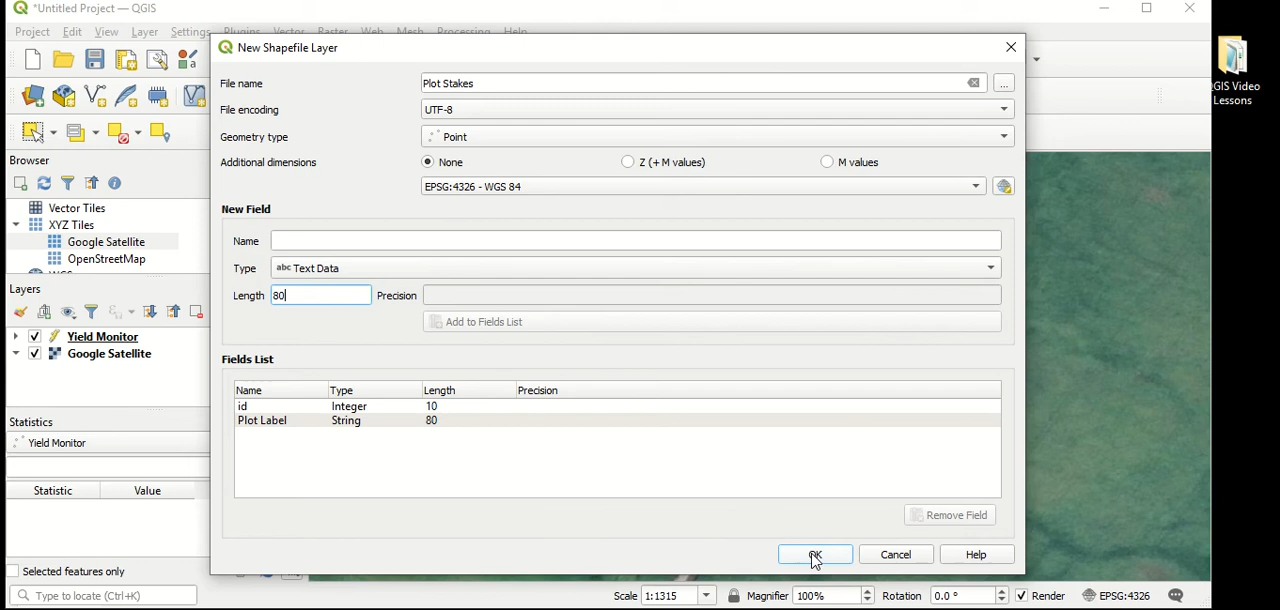 *Untitled Project — QGIS
Project Edit View Layer Settings Plugins Vector Raster Web Mesh Processing Help
New Shapefile Layer
File name Plot Stakes ...
File encoding UTF-8
Geometry type Point
Additional dimensions None Z (+ M values) M values
EPSG:4326 - WGS 84
New Field
Name
Type abc Text Data
Length 80 Precision
Add to Fields List
Fields List
Name Type Length Precision
id Integer 10
Plot Label String 80
Remove Field
OK Cancel Help
Browser
Vector Tiles
XYZ Tiles
Google Satellite
OpenStreetMap
WCS
Layers
Yield Monitor
Google Satellite
Statistics
Yield Monitor
Statistic Value
Selected features only
Type to locate (Ctrl+K)
Scale 1:1315 Magnifier 100% Rotation 0.0 ° Render EPSG:4326
QGIS Video
Lessons